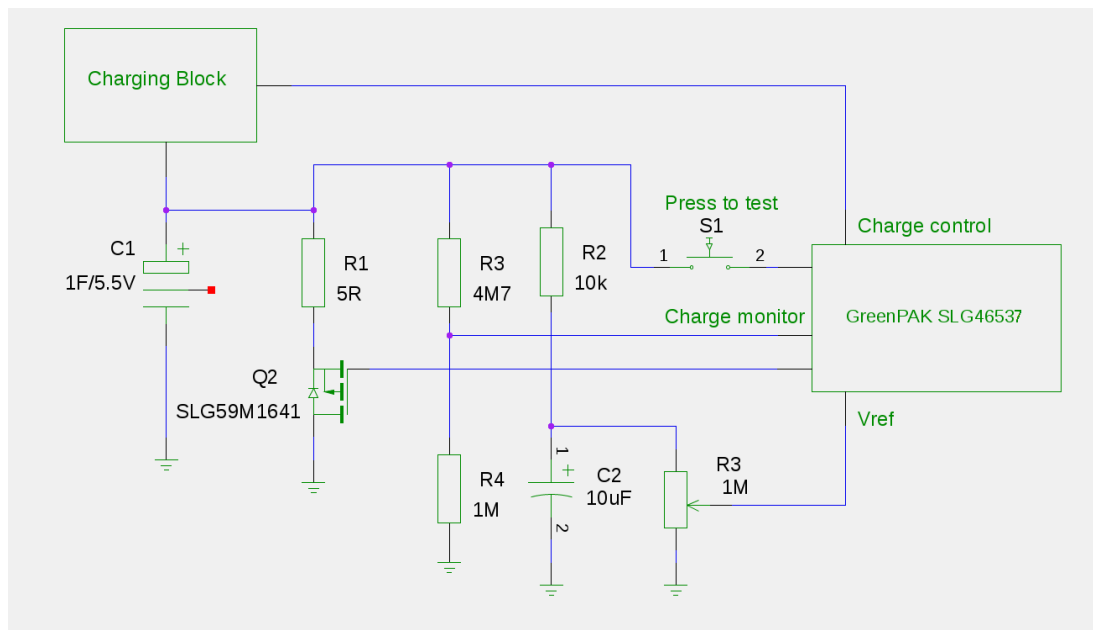 Charging Block
Press to test
S1
1
2
Charge control
C1
+
1F/5.5V
R1
5R
R3
4M7
R2
10k
Charge monitor
GreenPAK SLG46537
Q2
SLG59M1641
Vref
1
+
C2
10uF
2
R4
1M
R3
1M